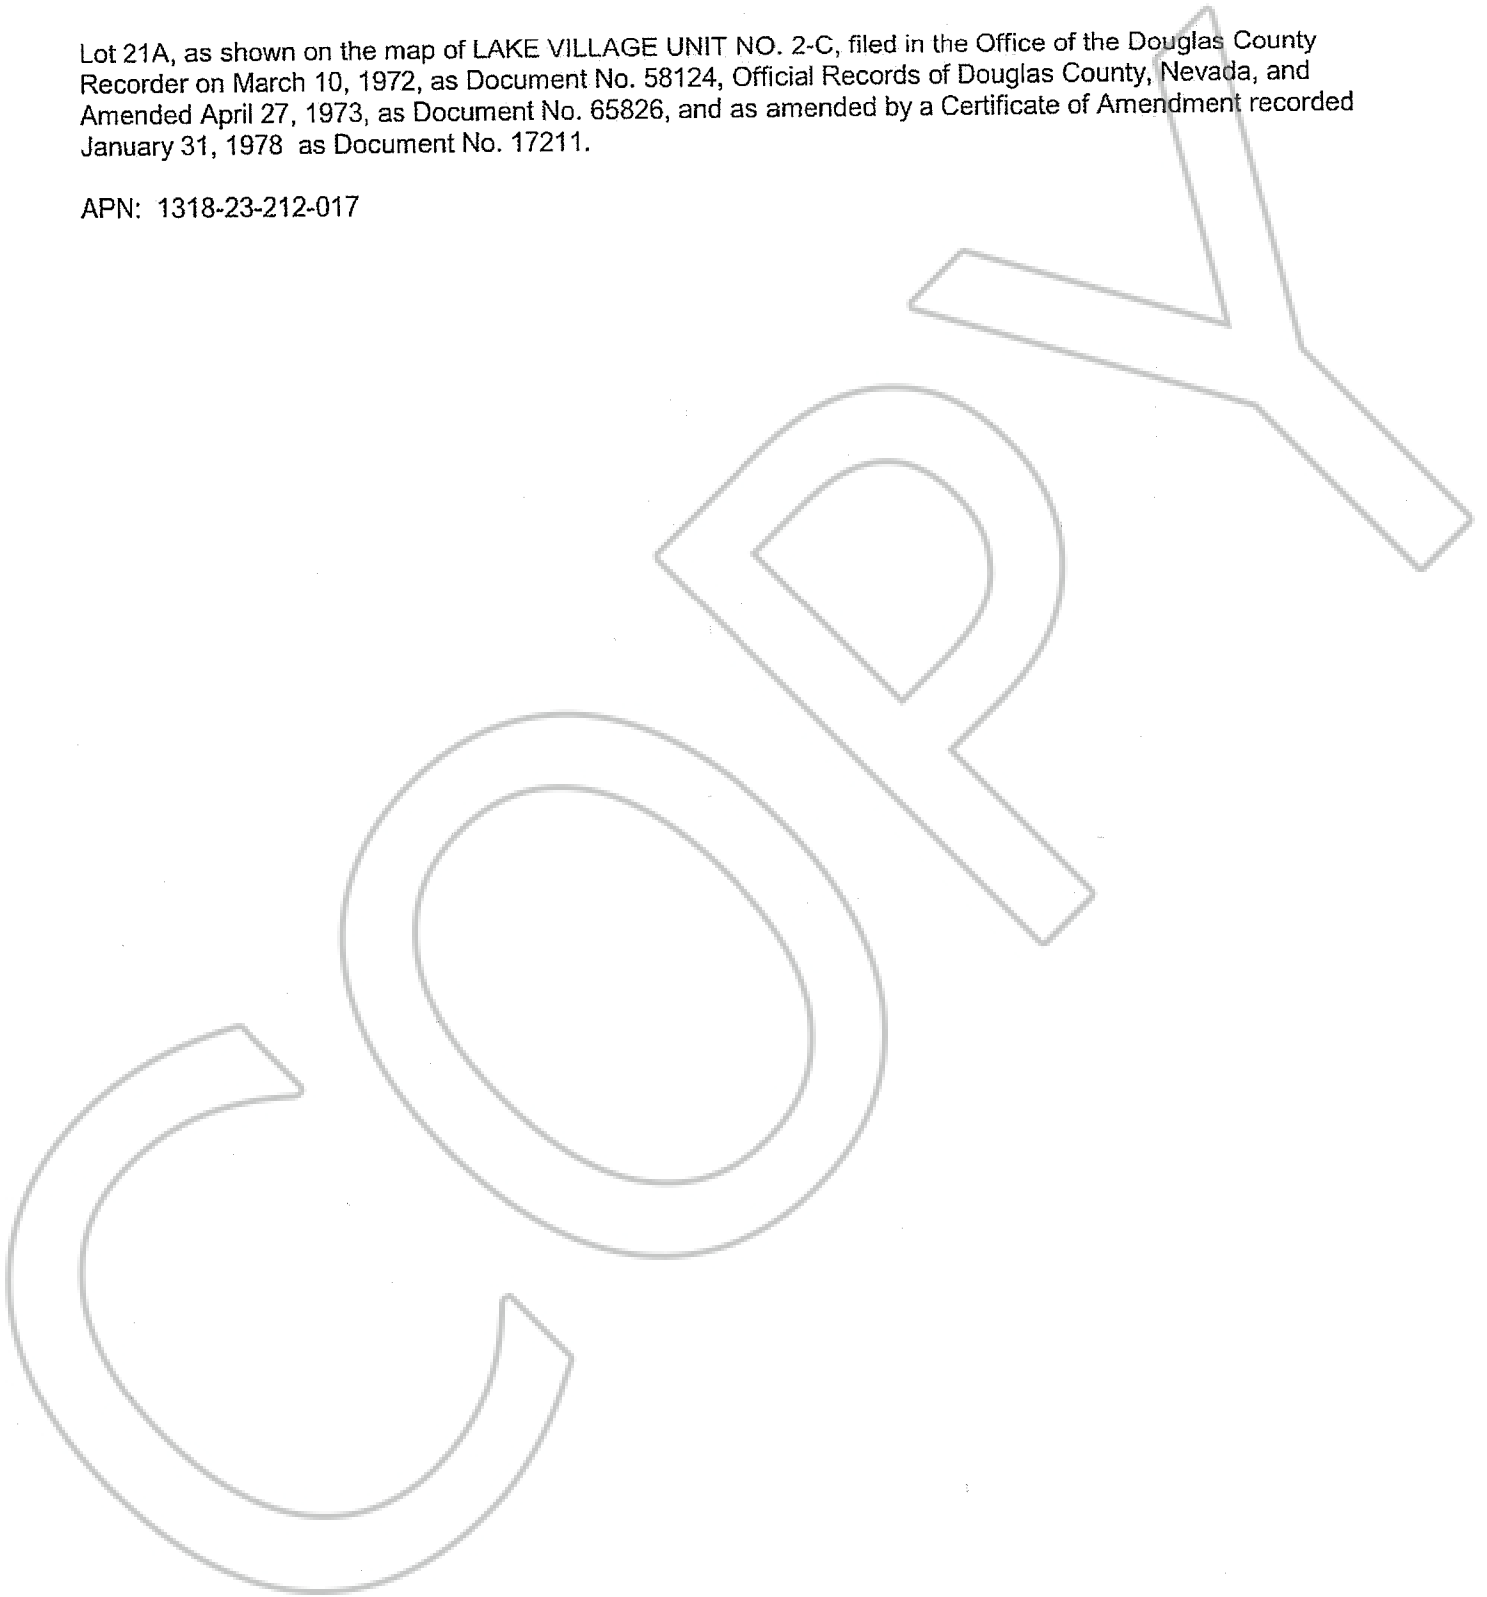 Lot 21A, as shown on the map of LAKE VILLAGE UNIT NO. 2-C, filed in the Office of the Douglas County
Recorder on March 10, 1972, as Document No. 58124, Official Records of Douglas County, Nevada, and
Amended April 27, 1973, as Document No. 65826, and as amended by a Certificate of Amendment recorded
January 31, 1978  as Document No. 17211.
APN:  1318-23-212-017
COPY